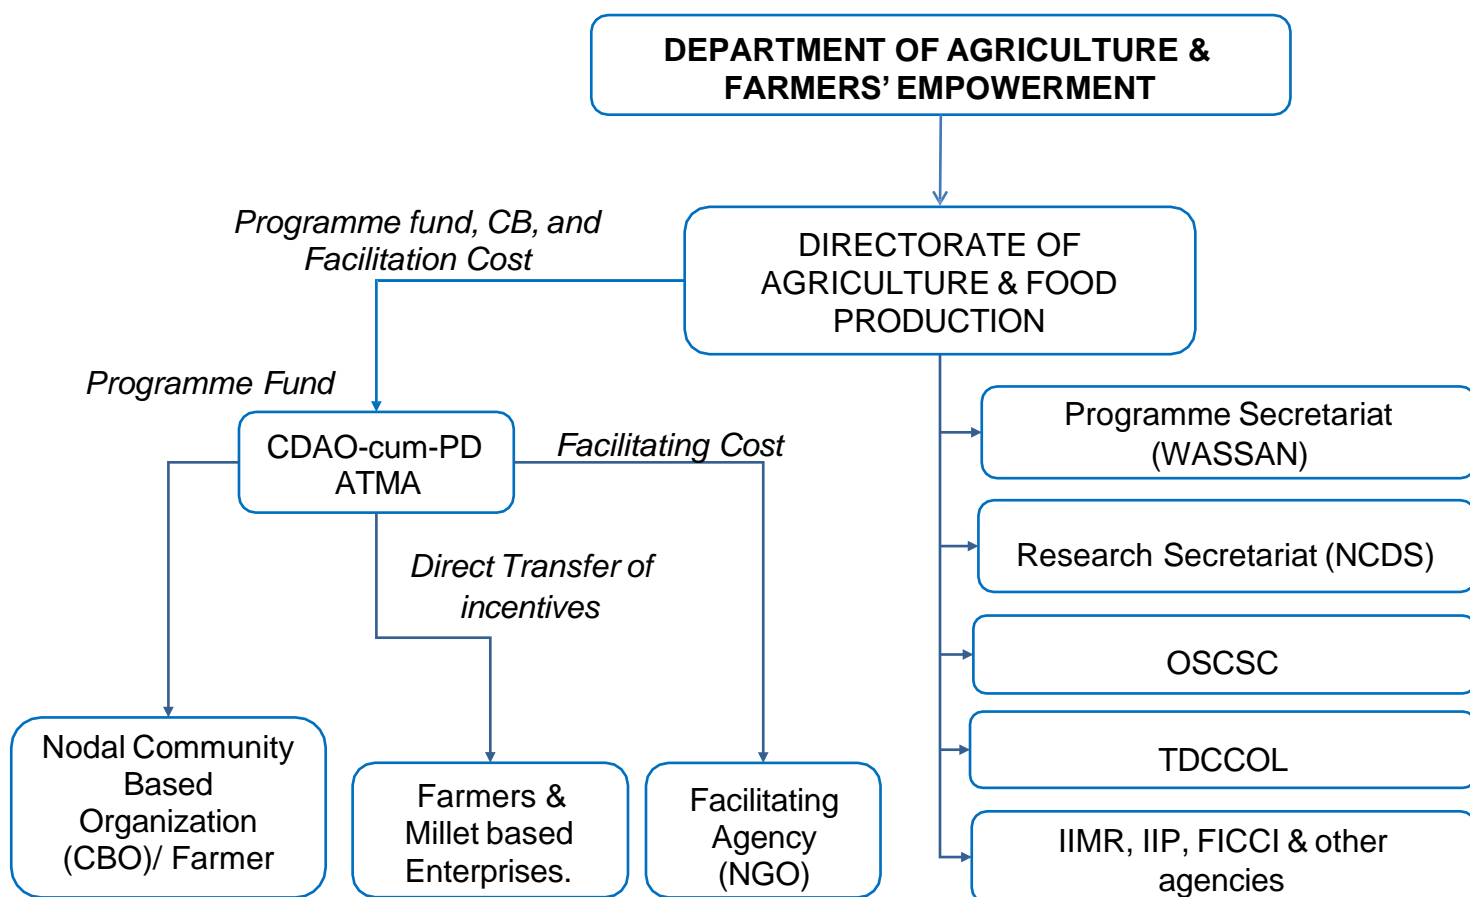 DEPARTMENT OF AGRICULTURE &
FARMERS’ EMPOWERMENT
Programme fund, CB, and
Facilitation Cost
DIRECTORATE OF
AGRICULTURE & FOOD
PRODUCTION
Programme Fund
CDAO-cum-PD
ATMA
Facilitating Cost
Direct Transfer of
incentives
Nodal Community
Based
Organization
(CBO)/ Farmer
Farmers &
Millet based
Enterprises.
Facilitating
Agency
(NGO)
Programme Secretariat
(WASSAN)
Research Secretariat (NCDS)
OSCSC
TDCCOL
IIMR, IIP, FICCI & other
agencies